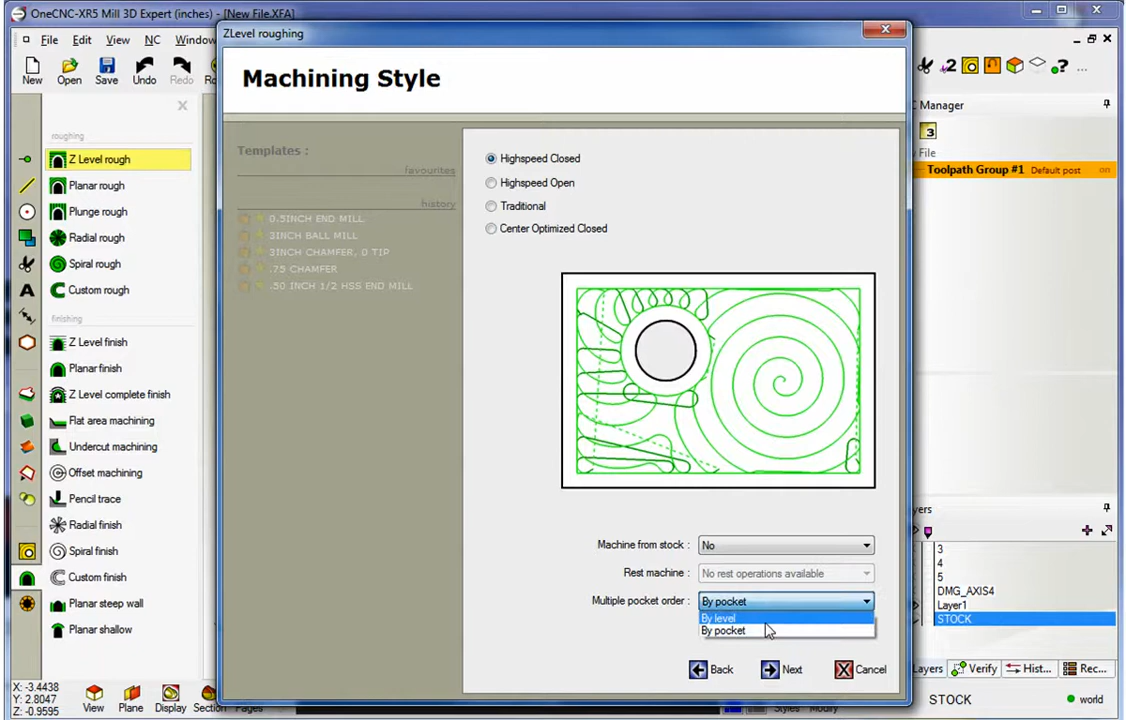 OneCNC-XR5 Mill 3D Expert (inches) - [New File.XFA]
File Edit View NC Window
New Open Save Undo Redo
roughing
Z Level rough
Planar rough
Plunge rough
Radial rough
Spiral rough
Custom rough
finishing
Z Level finish
Planar finish
Z Level complete finish
Flat area machining
Undercut machining
Offset machining
Pencil trace
Radial finish
Spiral finish
Custom finish
Planar steep wall
Planar shallow
X: -3.4438
Y: 2.8047
Z: -0.9595
View Plane Display Section
ZLevel roughing
Machining Style
Templates :
favourites
history
0.5INCH END MILL
3INCH BALL MILL
3INCH CHAMFER, 0 TIP
.75 CHAMFER
.50 INCH 1/2 HSS END MILL
Highspeed Closed
Highspeed Open
Traditional
Center Optimized Closed
Machine from stock : No
Rest machine : No rest operations available
Multiple pocket order : By pocket
By level
By pocket
Back Next Cancel
2 ? ...
C Manager
3
File
Toolpath Group #1 Default post on
yers
3
4
5
DMG_AXIS4
Layer1
STOCK
Layers Verify Hist... Rec...
STOCK world